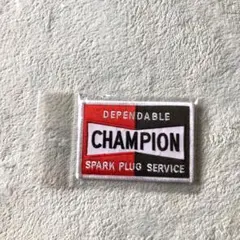 DEPENDABLE
CHAMPION
SPARK PLUG SERVICE